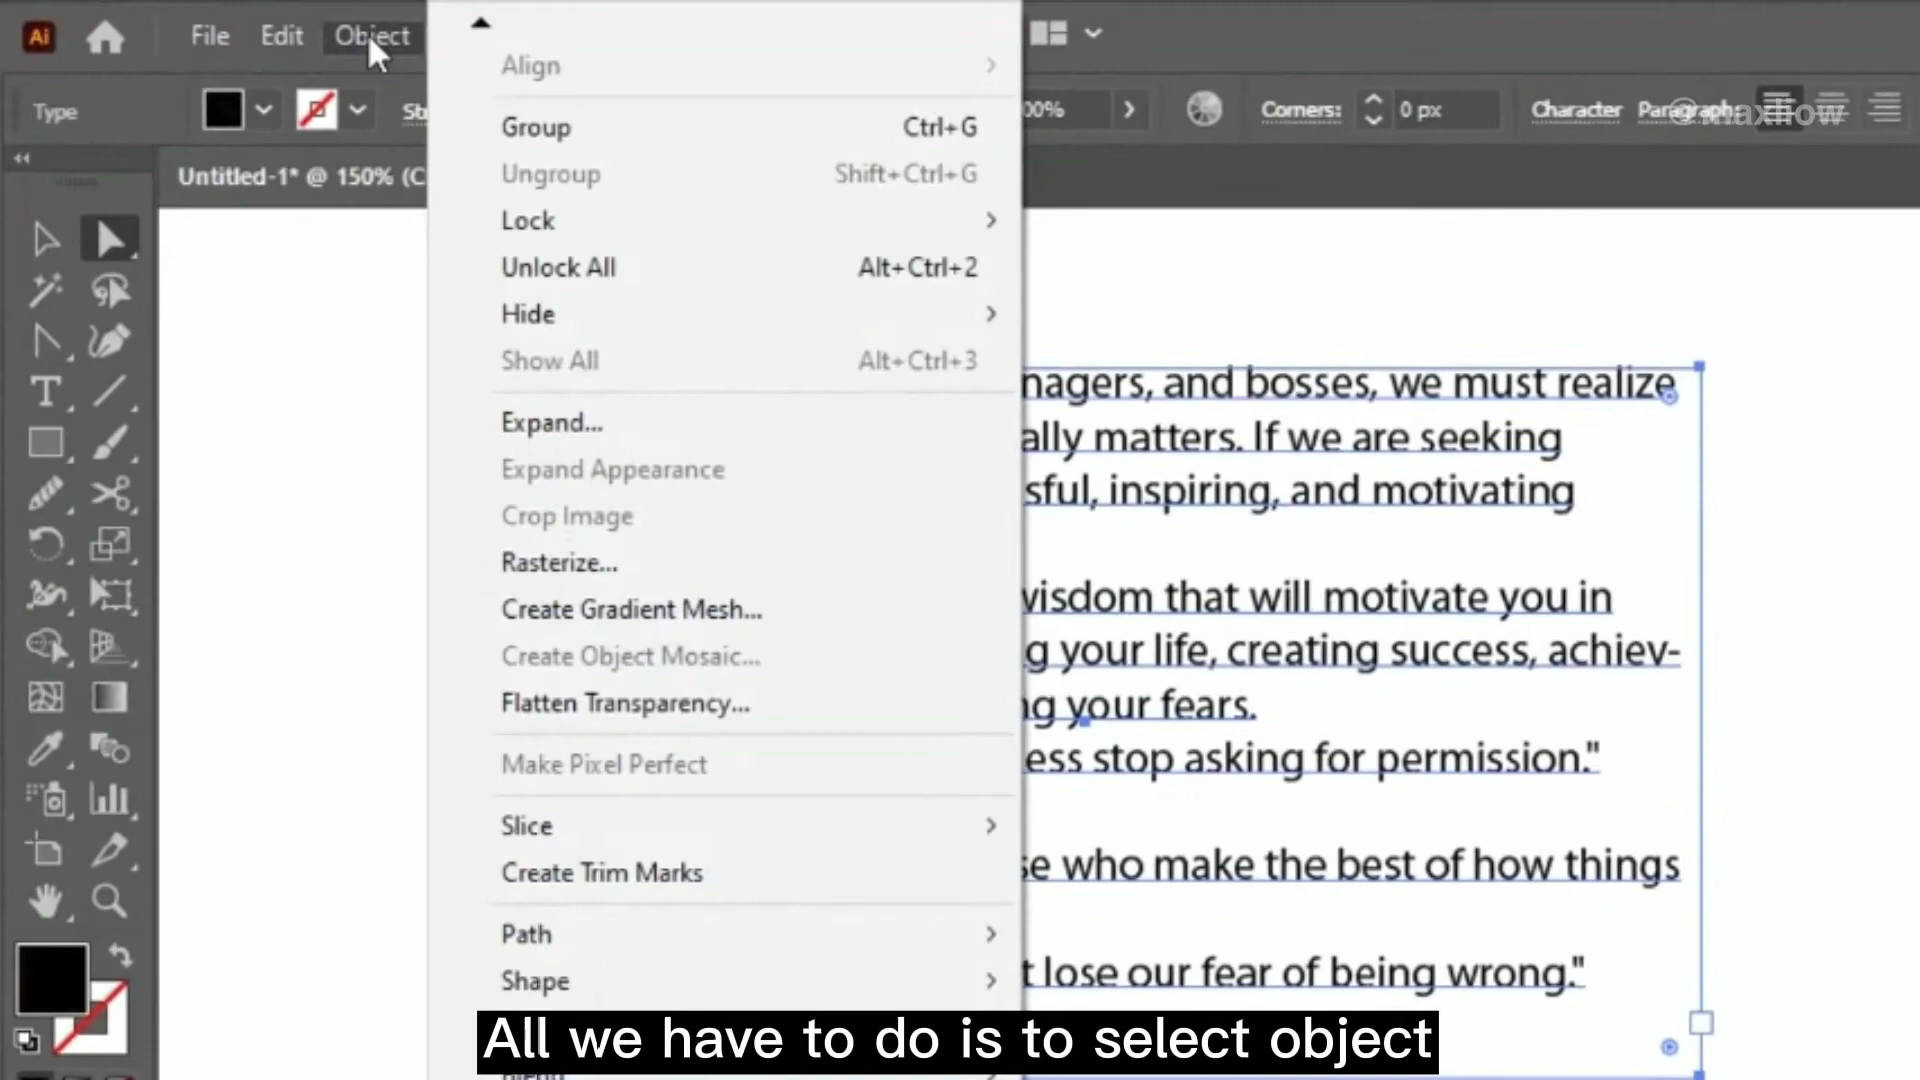 Ai File Edit Object
Type
00% Corners: 0 px Character Paragraph:
@maxliow
Untitled-1* @ 150% (C
Align
Group Ctrl+G
Ungroup Shift+Ctrl+G
Lock
Unlock All Alt+Ctrl+2
Hide
Show All Alt+Ctrl+3
Expand...
Expand Appearance
Crop Image
Rasterize...
Create Gradient Mesh...
Create Object Mosaic...
Flatten Transparency...
Make Pixel Perfect
Slice
Create Trim Marks
Path
Shape
nagers, and bosses, we must realize
ally matters. If we are seeking
sful, inspiring, and motivating
wisdom that will motivate you in
g your life, creating success, achiev-
ng your fears.
ess stop asking for permission."
se who make the best of how things
t lose our fear of being wrong."
All we have to do is to select object